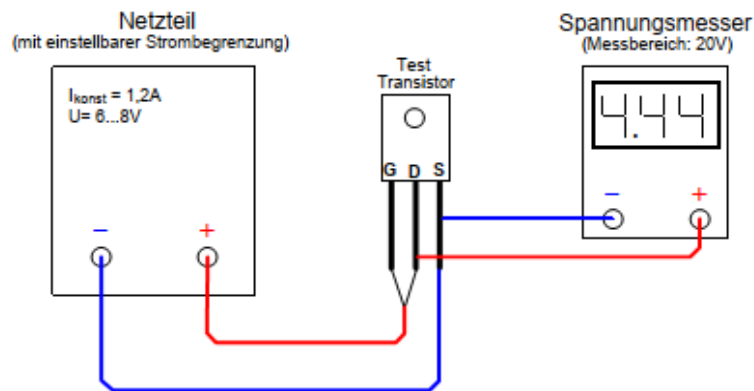 Netzteil
(mit einstellbarer Strombegrenzung)
Ikonst = 1,2A
U= 6...8V
− +
Test
Transistor
G D S
Spannungsmesser
(Messbereich: 20V)
4.44
− +